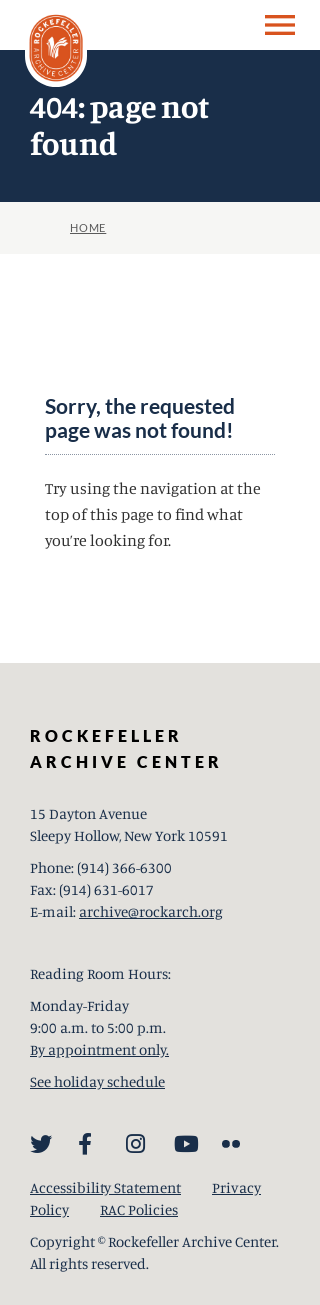 ROCKEFELLER
ARCHIVE CENTER
404: page not
found
HOME
Sorry, the requested
page was not found!
Try using the navigation at the
top of this page to find what
you're looking for.
ROCKEFELLER
ARCHIVE CENTER
15 Dayton Avenue
Sleepy Hollow, New York 10591
Phone: (914) 366-6300
Fax: (914) 631-6017
E-mail: archive@rockarch.org
Reading Room Hours:
Monday-Friday
9:00 a.m. to 5:00 p.m.
By appointment only.
See holiday schedule
Accessibility Statement Privacy
Policy RAC Policies
Copyright © Rockefeller Archive Center.
All rights reserved.